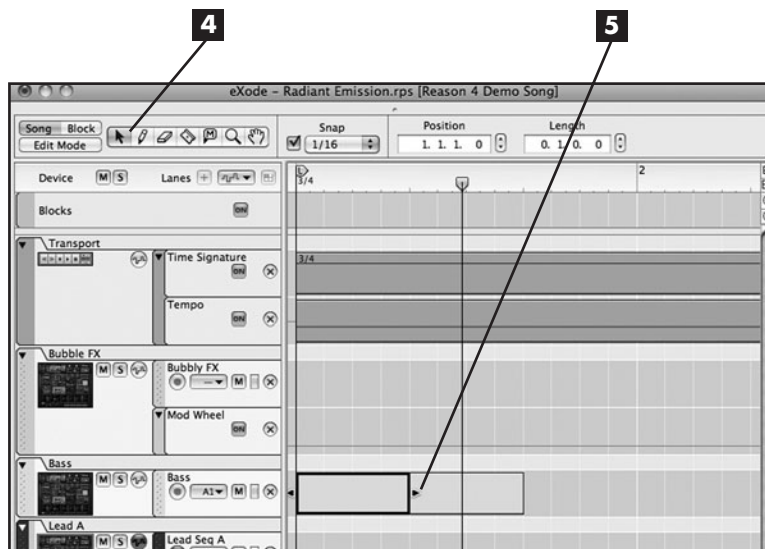 4
5
eXode – Radiant Emission.rps [Reason 4 Demo Song]
Song Block
Edit Mode
M
Snap
1/16
Position
1. 1. 1. 0
Length
0. 1. 0. 0
Device M S Lanes +
L
3/4
2
Blocks ON
Transport
Time Signature
ON
3/4
Tempo
ON
Bubble FX
M S
Bubbly FX
— M
Mod Wheel
ON
Bass
M S
Bass
A1 M
Lead A
M S
Lead Seq A